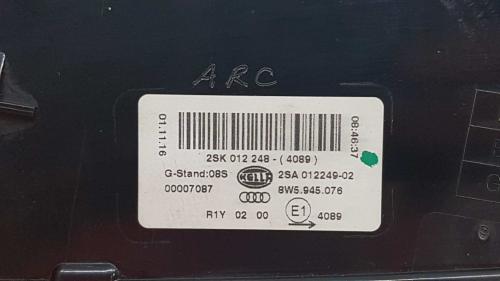 ARC
01.11.16
08:46:37
2SK 012 248 - ( 4089 )
G-Stand:08S HELLA 2SA 012249-02
00007087 8W5.945.076
R1Y 02 00 E1 4089